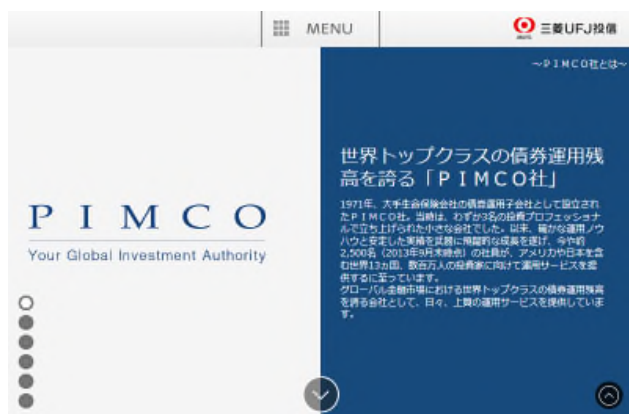 MENU
三菱UFJ投信
～PIMCO社とは～
世界トップクラスの債券運用残
高を誇る「PIMCO社」
PIMCO
Your Global Investment Authority
1971年、大手生命保険会社の債券運用子会社として設立され
たPIMCO社。当時は、わずか3名の投資プロフェッショナ
ルで立ち上げられた小さな会社でした。以来、確かな運用ノウ
ハウと安定した実績を武器に飛躍的な成長を遂げ、今や約
2,500名（2013年9月末時点）の社員が、アメリカや日本を含
む世界13カ国、数百万人の投資家に向けて運用サービスを提
供するに至っています。
グローバル金融市場における世界トップクラスの債券運用残高
を誇る会社として、日々、上質の運用サービスを提供していま
す。